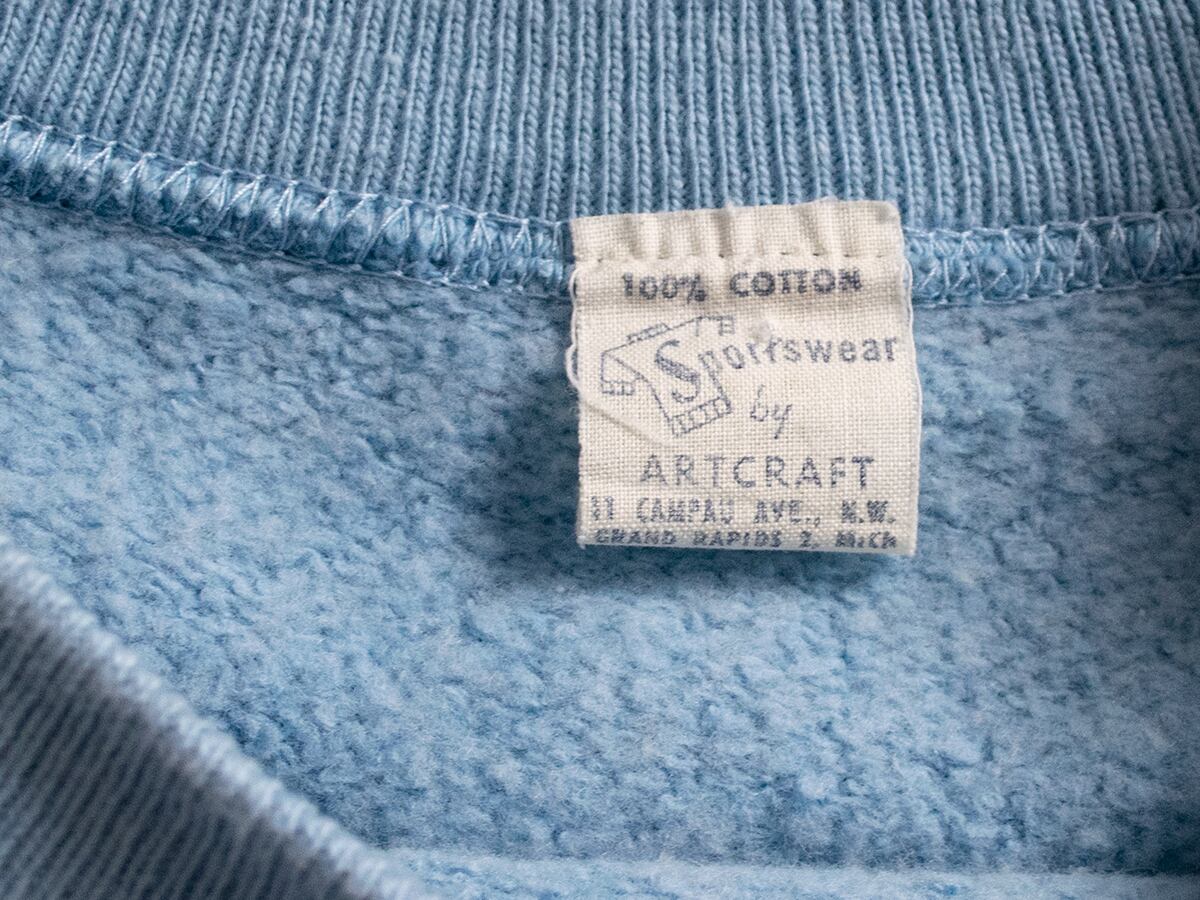 100% COTTON
Sportswear
by
ARTCRAFT
11 CAMPAU AVE., N.W.
GRAND RAPIDS 2, MICH